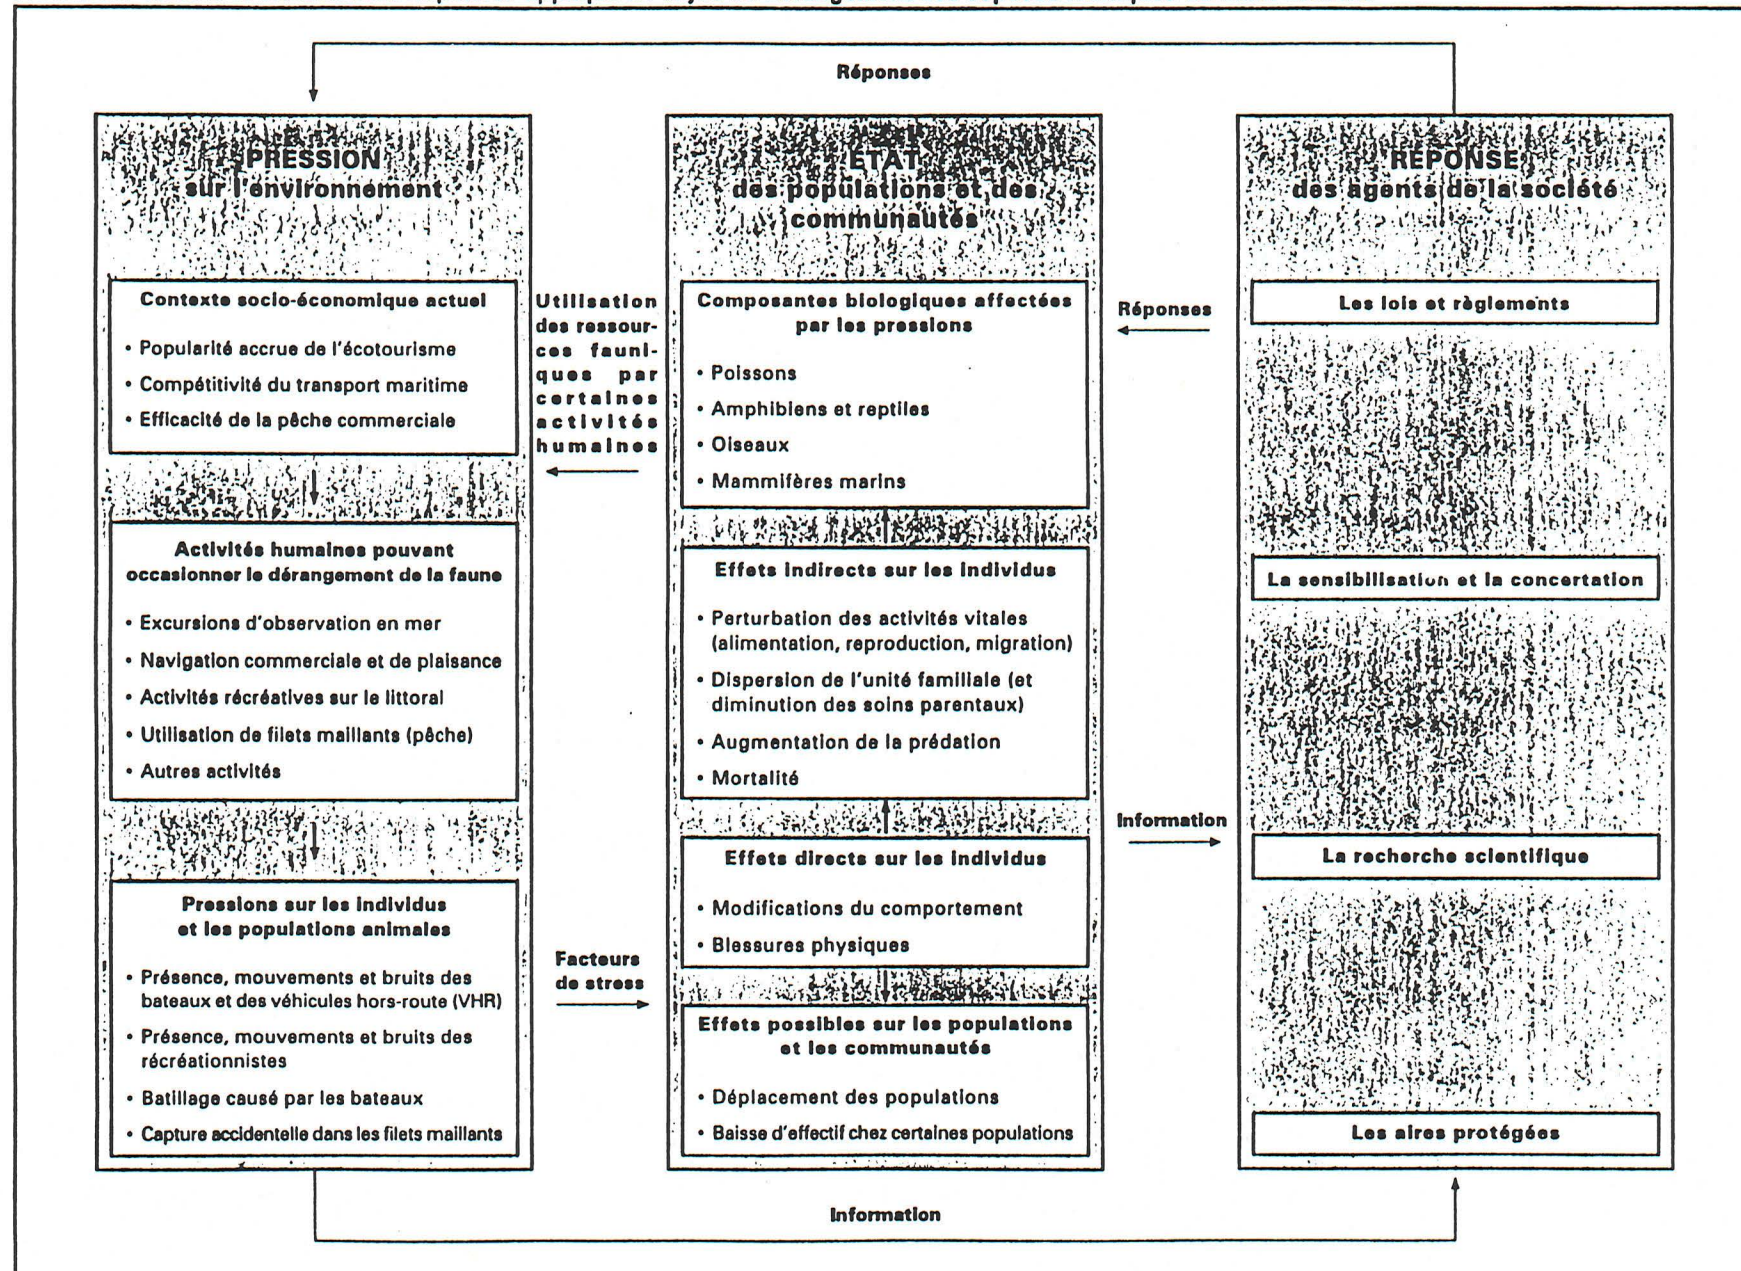 Réponses
PRESSION
sur l'environnement
Contexte socio-économique actuel
• Popularité accrue de l'écotourisme
• Compétitivité du transport maritime
• Efficacité de la pêche commerciale
Activités humaines pouvant
occasionner le dérangement de la faune
• Excursions d'observation en mer
• Navigation commerciale et de plaisance
• Activités récréatives sur le littoral
• Utilisation de filets maillants (pêche)
• Autres activités
Pressions sur les individus
et les populations animales
• Présence, mouvements et bruits des
bateaux et des véhicules hors-route (VHR)
• Présence, mouvements et bruits des
récréationnistes
• Batillage causé par les bateaux
• Capture accidentelle dans les filets maillants
Utilisation
des ressour-
ces fauni-
ques par
certaines
activités
humaines
Facteurs
de stress
ÉTAT
des populations et des
communautés
Composantes biologiques affectées
par les pressions
• Poissons
• Amphibiens et reptiles
• Oiseaux
• Mammifères marins
Effets indirects sur les individus
• Perturbation des activités vitales
(alimentation, reproduction, migration)
• Dispersion de l'unité familiale (et
diminution des soins parentaux)
• Augmentation de la prédation
• Mortalité
Effets directs sur les individus
• Modifications du comportement
• Blessures physiques
Effets possibles sur les populations
et les communautés
• Déplacement des populations
• Baisse d'effectif chez certaines populations
Réponses
Information
RÉPONSE
des agents de la société
Les lois et règlements
La sensibilisation et la concertation
La recherche scientifique
Les aires protégées
Information